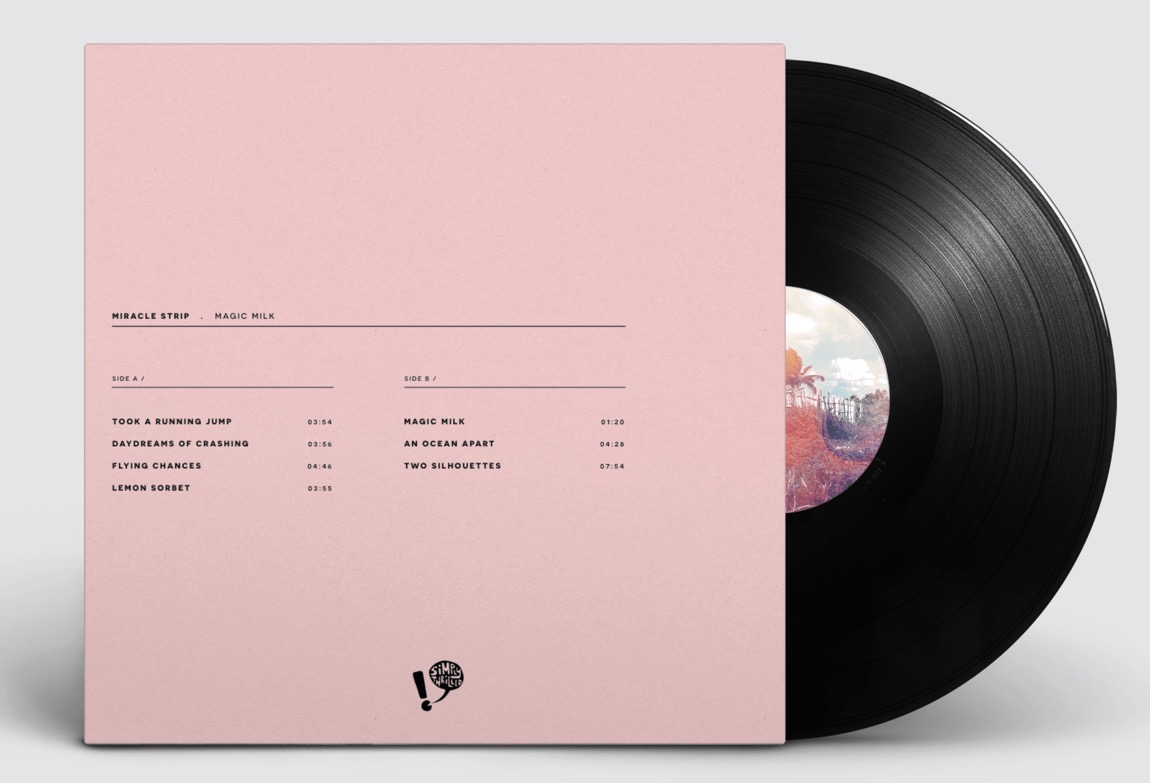 MIRACLE STRIP . MAGIC MILK
SIDE A /
TOOK A RUNNING JUMP 03:54
DAYDREAMS OF CRASHING 03:56
FLYING CHANCES 04:46
LEMON SORBET 03:55
SIDE B /
MAGIC MILK 01:20
AN OCEAN APART 04:28
TWO SILHOUETTES 07:54
SIMPLY
THRILLED